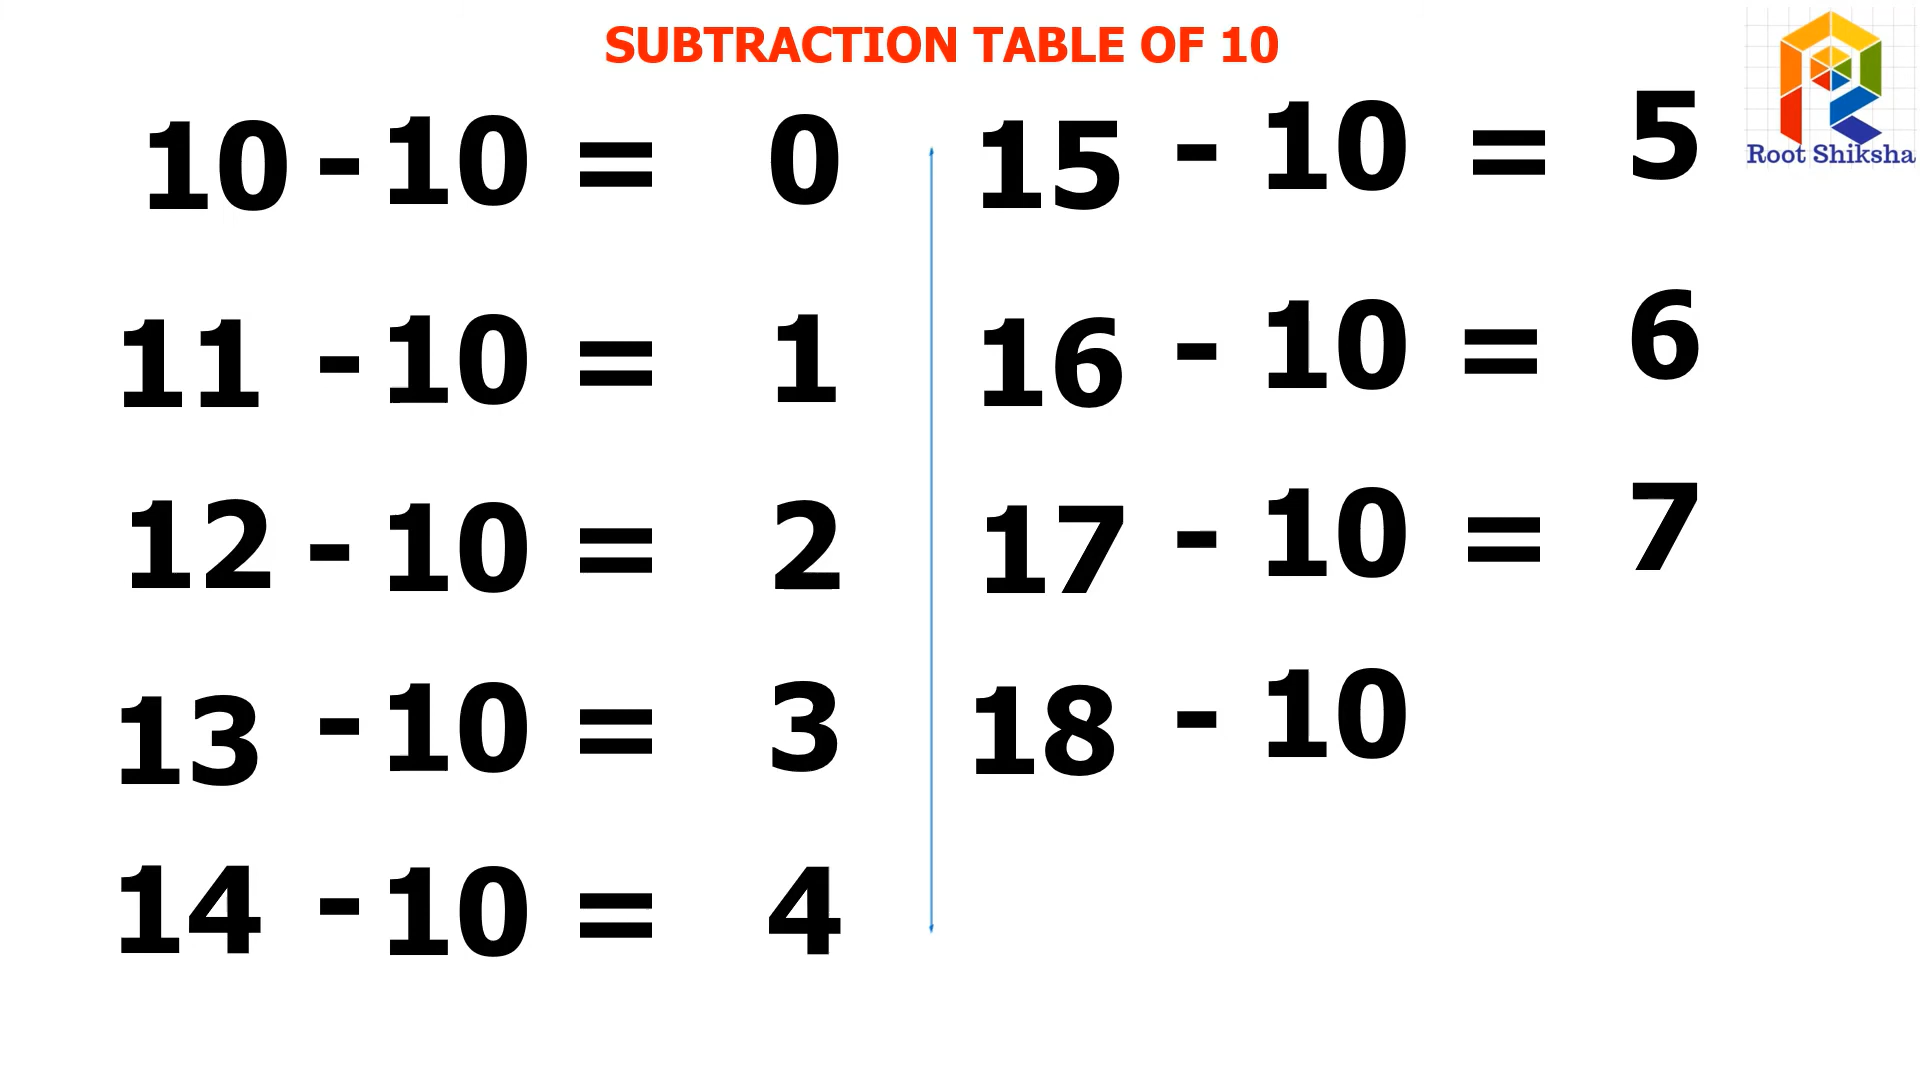 SUBTRACTION TABLE OF 10
Root Shiksha
10 - 10 = 0
11 - 10 = 1
12 - 10 = 2
13 - 10 = 3
14 - 10 = 4
15 - 10 = 5
16 - 10 = 6
17 - 10 = 7
18 - 10